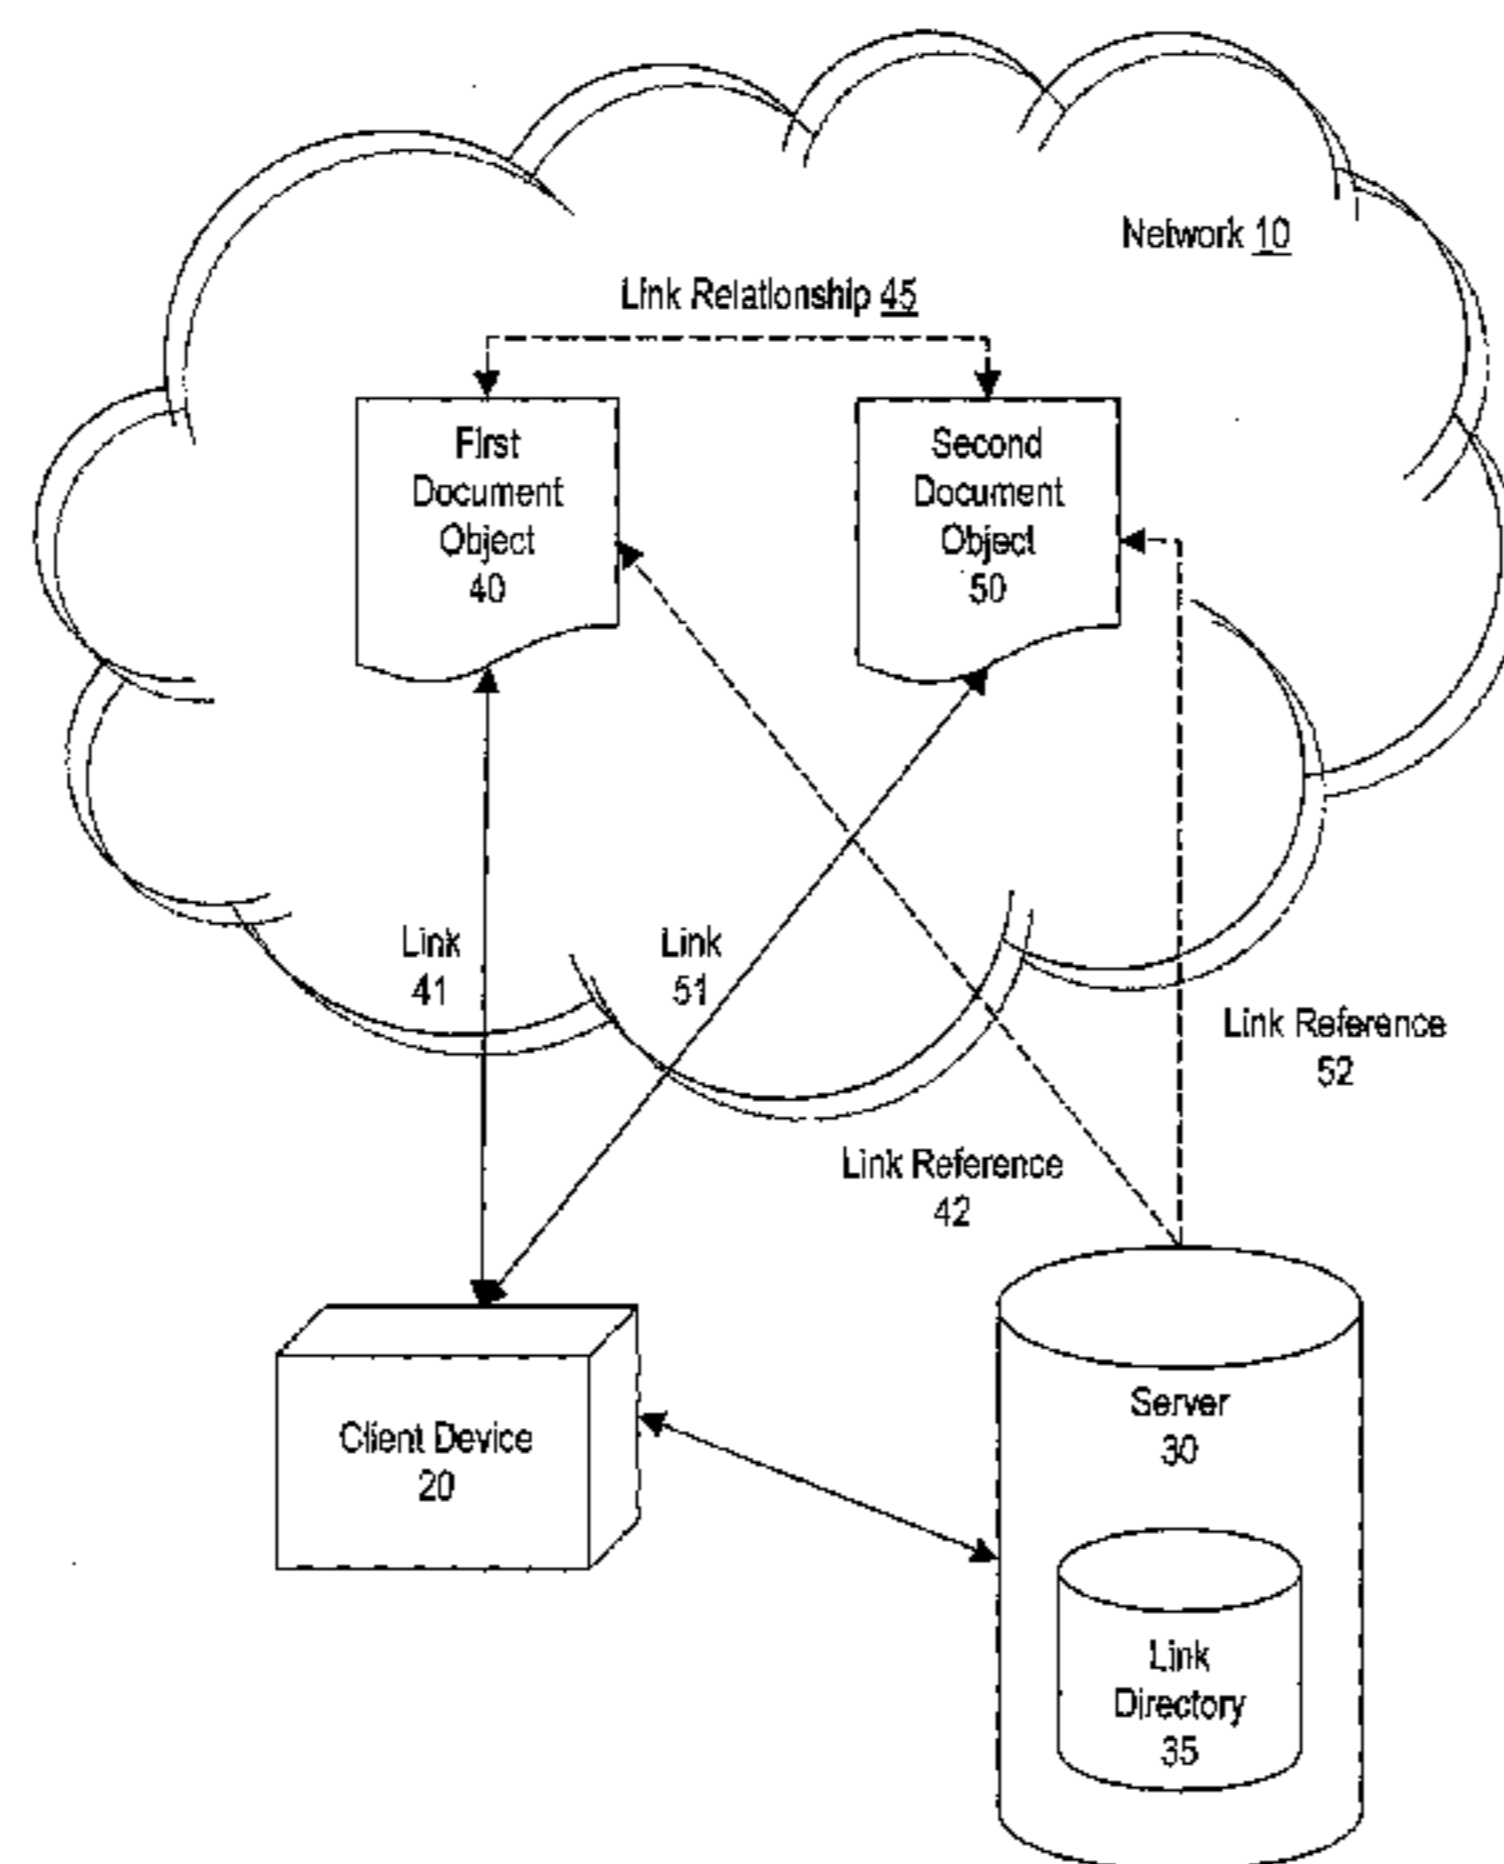 Network 10
Link Relationship 45
First
Document
Object
40
Second
Document
Object
50
Link
41
Link
51
Link Reference
52
Link Reference
42
Client Device
20
Server
30
Link
Directory
35